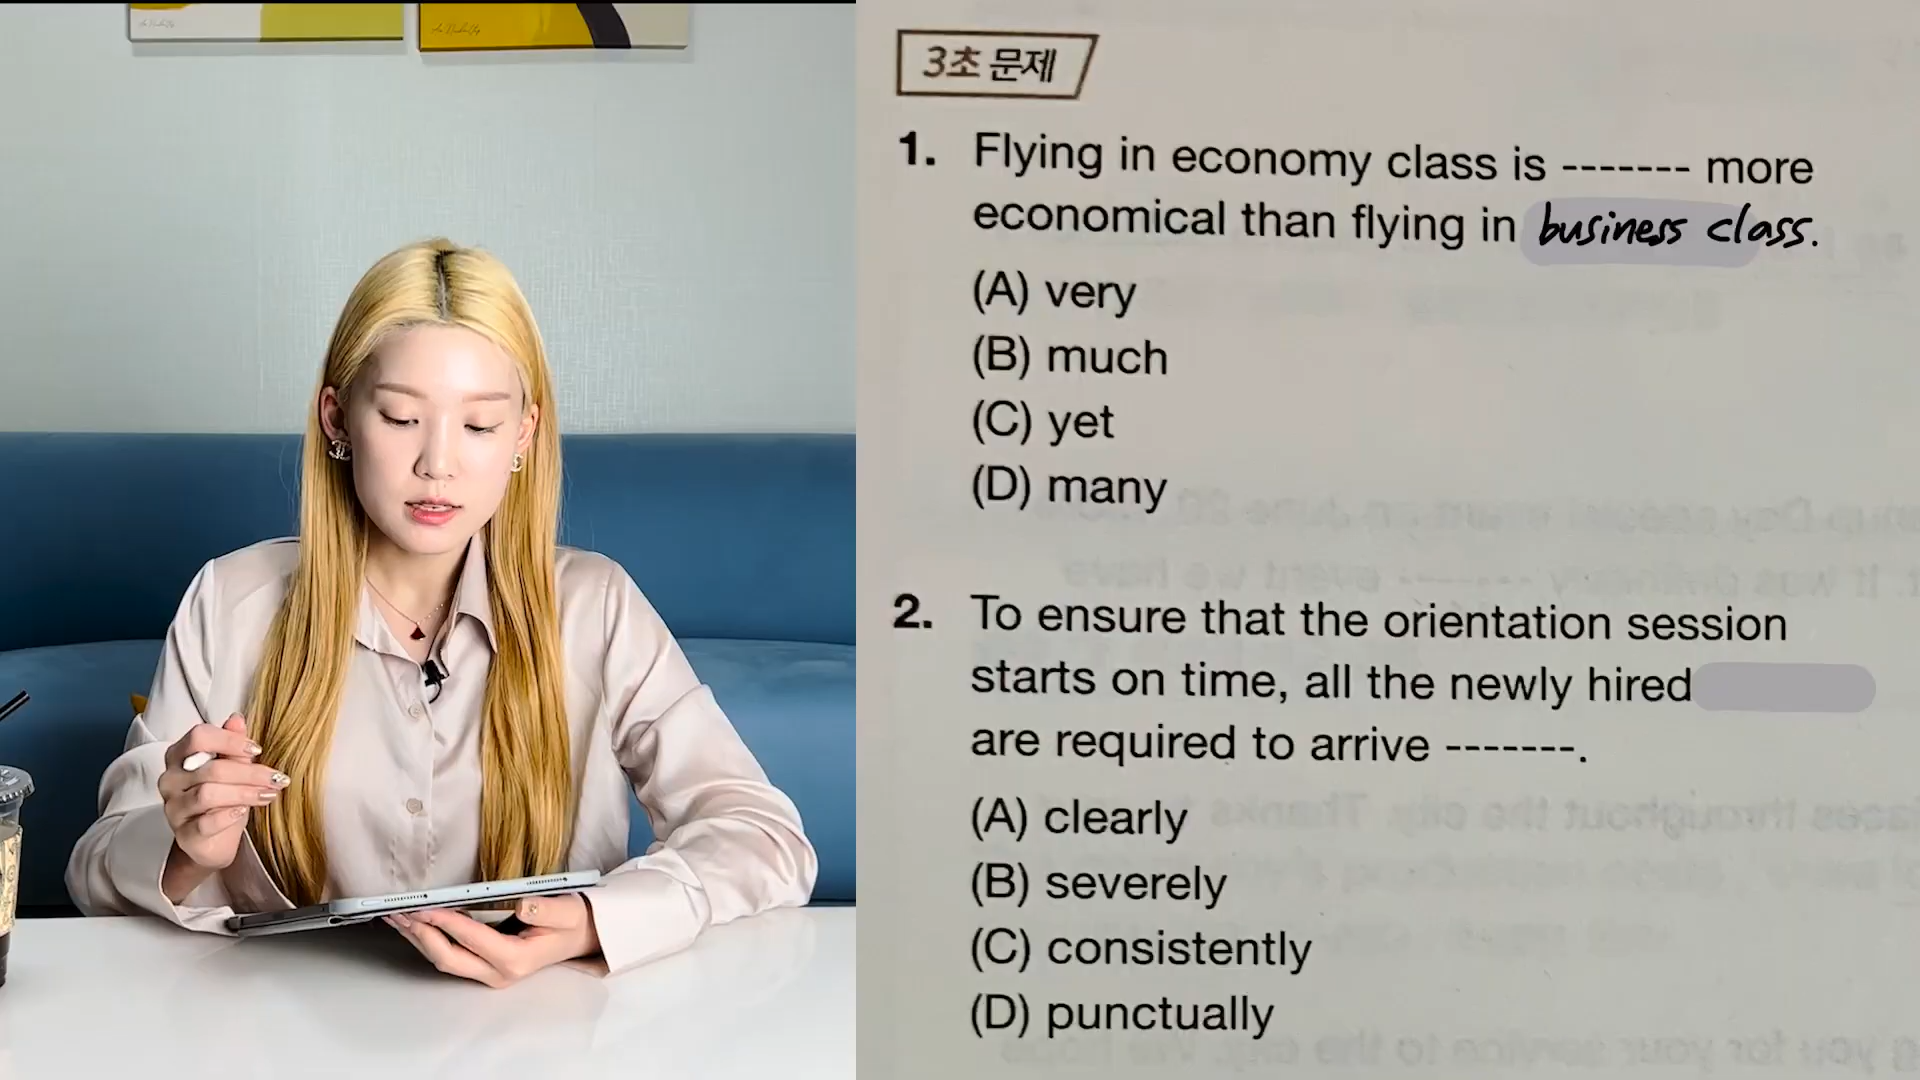 3초 문제
1. Flying in economy class is ------- more
economical than flying in business class.
(A) very
(B) much
(C) yet
(D) many
2. To ensure that the orientation session
starts on time, all the newly hired
are required to arrive -------.
(A) clearly
(B) severely
(C) consistently
(D) punctually